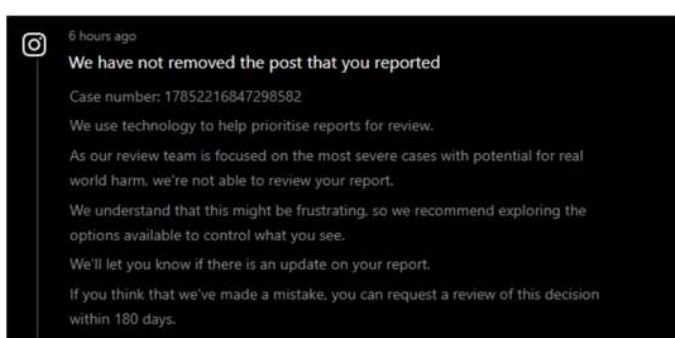 6 hours ago
We have not removed the post that you reported
Case number: 17852216847298582
We use technology to help prioritise reports for review.
As our review team is focused on the most severe cases with potential for real
world harm, we're not able to review your report.
We understand that this might be frustrating, so we recommend exploring the
options available to control what you see.
We'll let you know if there is an update on your report.
If you think that we've made a mistake, you can request a review of this decision
within 180 days.